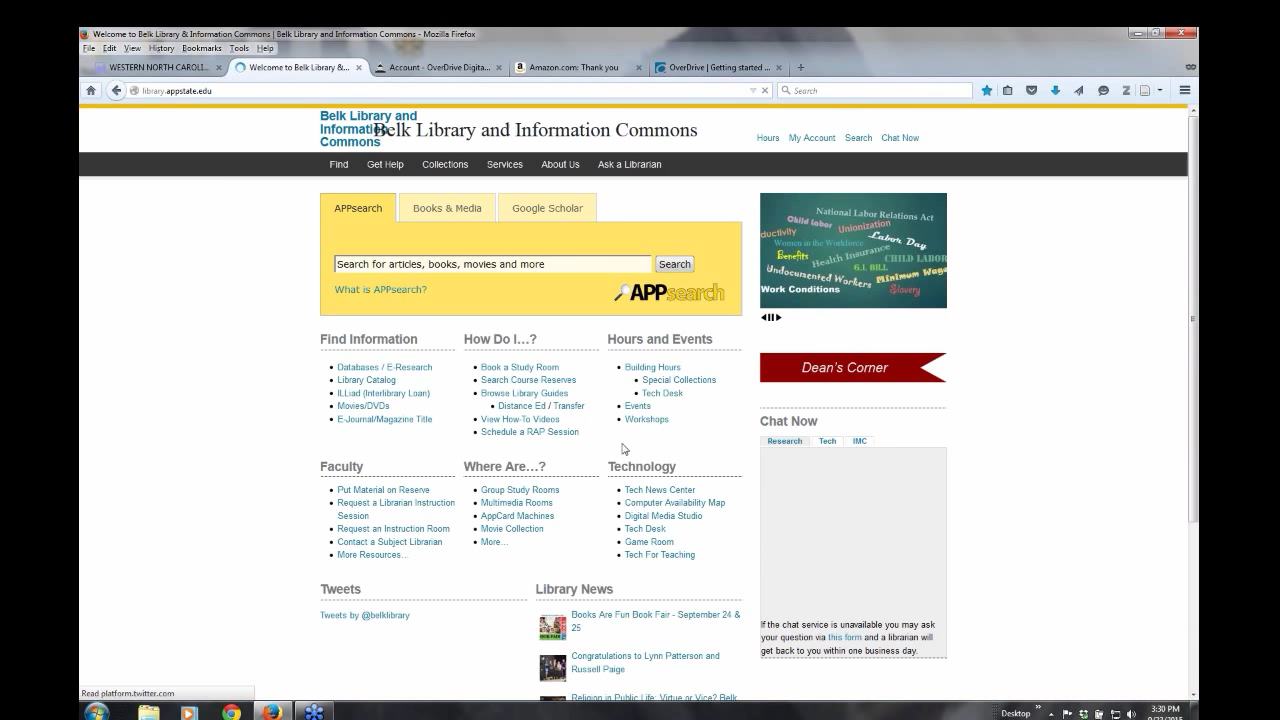 Welcome to Belk Library & Information Commons | Belk Library and Information Commons - Mozilla Firefox
File Edit View History Bookmarks Tools Help
WESTERN NORTH CAROLI...
Welcome to Belk Library &...
Account - OverDrive Digita...
Amazon.com: Thank you
OverDrive | Getting started ...
library.appstate.edu
Search
Belk Library and
Information
Commons
Belk Library and Information Commons
Hours My Account Search Chat Now
Find Get Help Collections Services About Us Ask a Librarian
APPsearch Books & Media Google Scholar
Search for articles, books, movies and more
Search
What is APPsearch?
APPsearch
National Labor Relations Act
Child labor
Unionization
ductivity
Labor Day
Women in the Workforce
Benefits
Health Insurance
CHILD LABOR
G.I. BILL
Undocumented Workers
Minimum Wage
Work Conditions
Slavery
Dean's Corner
Find Information
Databases / E-Research
Library Catalog
ILLiad (Interlibrary Loan)
Movies/DVDs
E-Journal/Magazine Title
How Do I...?
Book a Study Room
Search Course Reserves
Browse Library Guides
Distance Ed / Transfer
View How-To Videos
Schedule a RAP Session
Hours and Events
Building Hours
Special Collections
Tech Desk
Events
Workshops
Faculty
Put Material on Reserve
Request a Librarian Instruction
Session
Request an Instruction Room
Contact a Subject Librarian
More Resources...
Where Are...?
Group Study Rooms
Multimedia Rooms
AppCard Machines
Movie Collection
More...
Technology
Tech News Center
Computer Availability Map
Digital Media Studio
Tech Desk
Game Room
Tech For Teaching
Chat Now
Research Tech IMC
If the chat service is unavailable you may ask
your question via this form and a librarian will
get back to you within one business day.
Tweets
Tweets by @belklibrary
Library News
Books Are Fun Book Fair - September 24 &
25
Congratulations to Lynn Patterson and
Russell Paige
Religion in Public Life: Virtue or Vice? Belk
Read platform.twitter.com
Desktop
3:30 PM